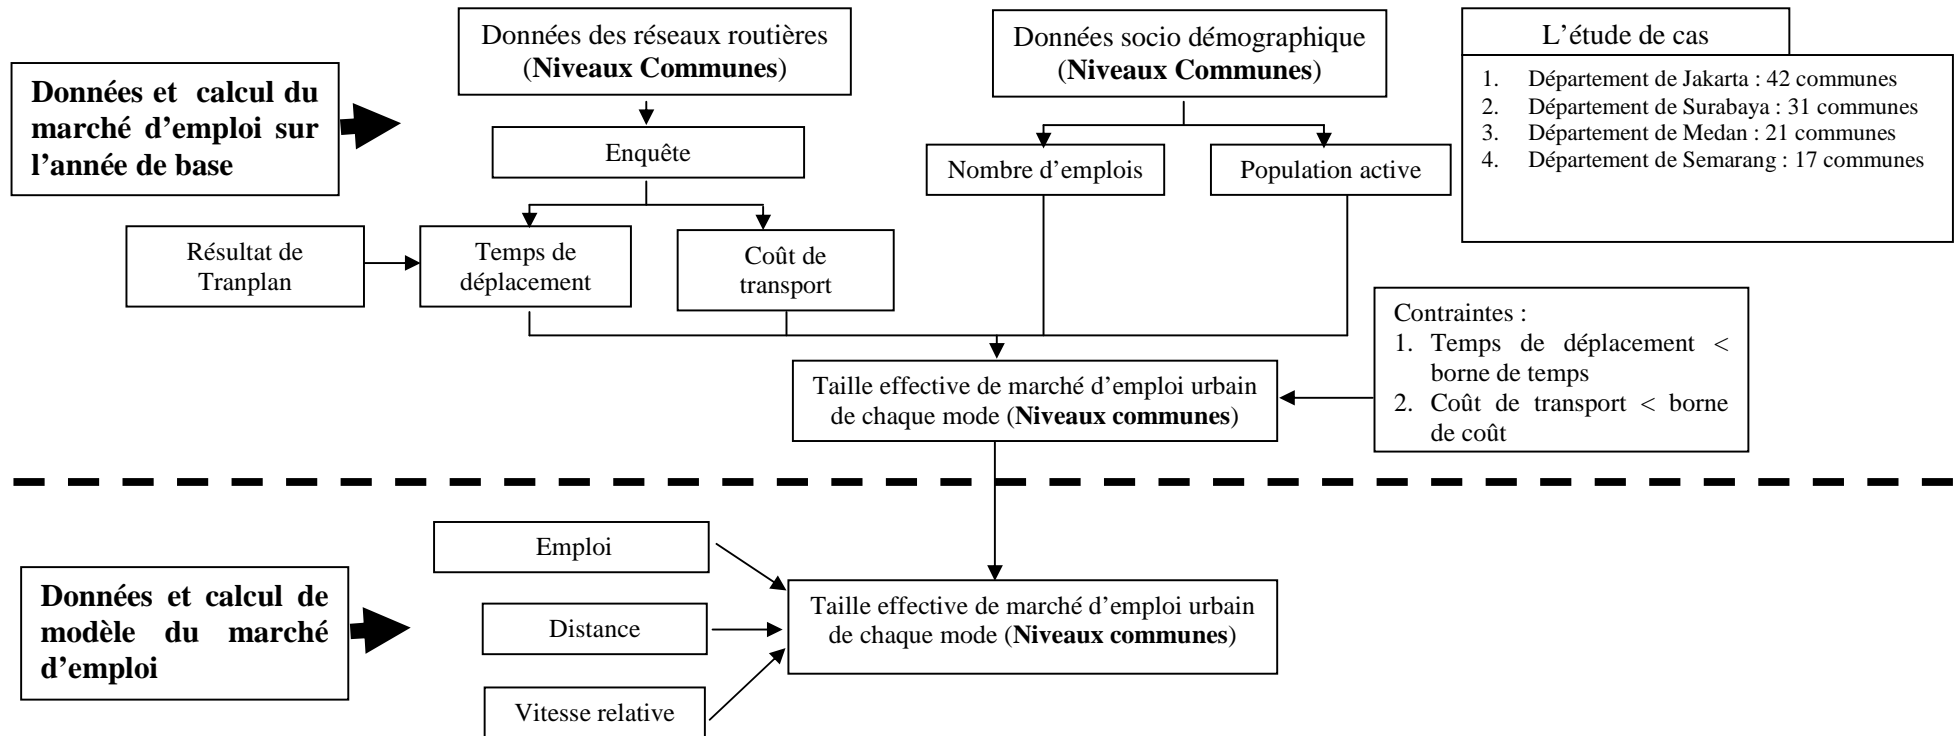 Données des réseaux routières
(Niveaux Communes)
Données socio démographique
(Niveaux Communes)
L'étude de cas
1. Département de Jakarta : 42 communes
2. Département de Surabaya : 31 communes
3. Département de Medan : 21 communes
4. Département de Semarang : 17 communes
Données et calcul du
marché d'emploi sur
l'année de base
Enquête
Nombre d'emplois
Population active
Résultat de
Tranplan
Temps de
déplacement
Coût de
transport
Contraintes :
1. Temps de déplacement <
borne de temps
2. Coût de transport < borne
de coût
Taille effective de marché d'emploi urbain
de chaque mode (Niveaux communes)
Données et calcul de
modèle du marché
d'emploi
Emploi
Distance
Vitesse relative
Taille effective de marché d'emploi urbain
de chaque mode (Niveaux communes)